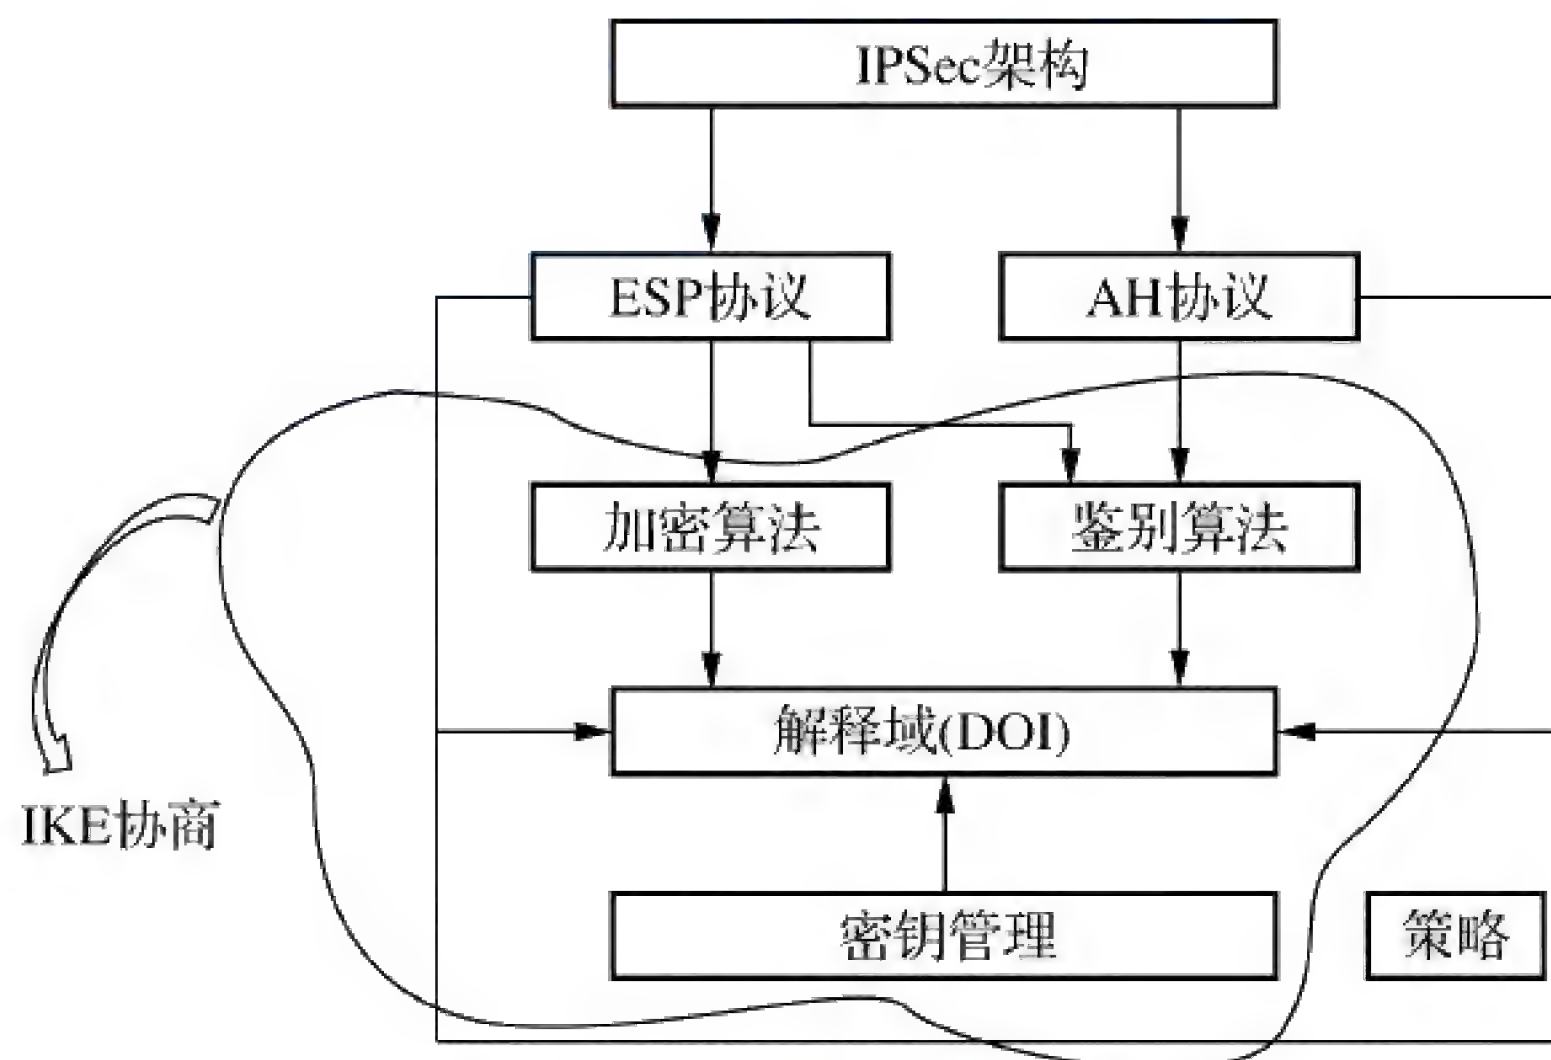 IPSec架构
ESP协议
AH协议
加密算法
鉴别算法
解释域(DOI)
IKE协商
密钥管理
策略